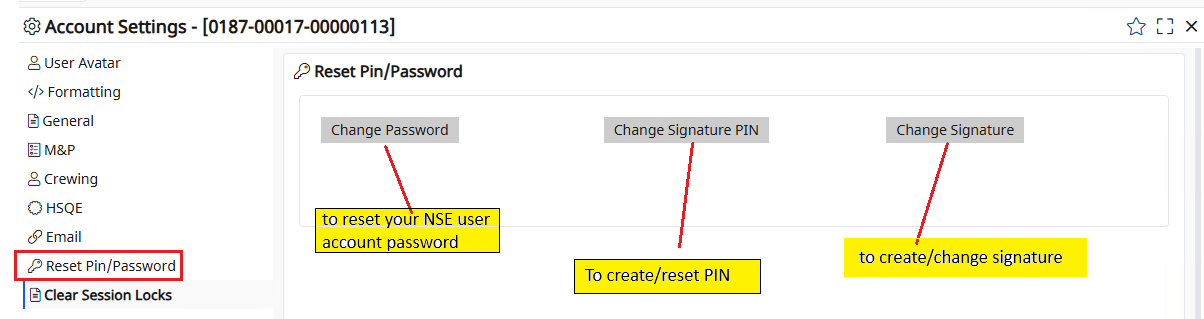 Account Settings - [0187-00017-00000113]
User Avatar
</> Formatting
General
M&P
Crewing
HSQE
Email
Reset Pin/Password
Clear Session Locks
Reset Pin/Password
Change Password
Change Signature PIN
Change Signature
to reset your NSE user
account password
To create/reset PIN
to create/change signature